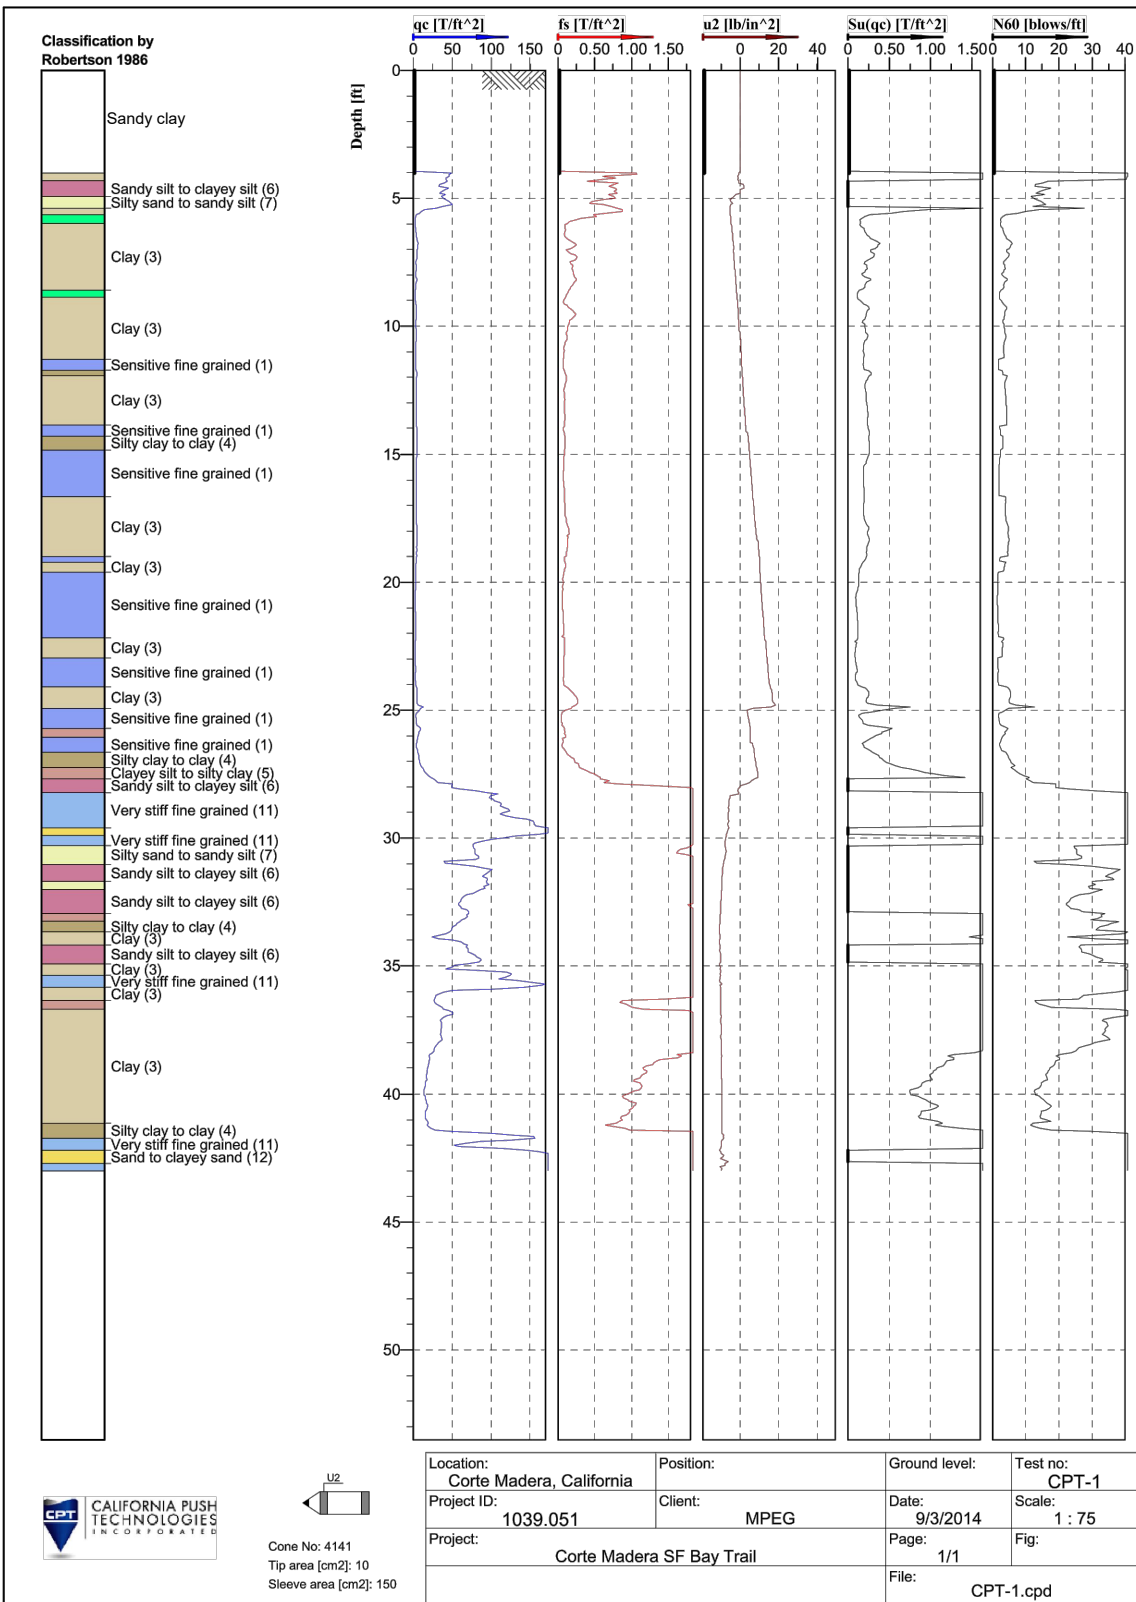 Classification by
Robertson 1986
qc [T/ft^2]
0 50 100 150
fs [T/ft^2]
0 0.50 1.00 1.50
u2 [lb/in^2]
0 20 40
Su(qc) [T/ft^2]
0 0.50 1.00 1.50
N60 [blows/ft]
0 10 20 30 40
Depth [ft]
0
5
10
15
20
25
30
35
40
45
50
Sandy clay
Sandy silt to clayey silt (6)
Silty sand to sandy silt (7)
Clay (3)
Clay (3)
Sensitive fine grained (1)
Clay (3)
Sensitive fine grained (1)
Silty clay to clay (4)
Sensitive fine grained (1)
Clay (3)
Clay (3)
Sensitive fine grained (1)
Clay (3)
Sensitive fine grained (1)
Clay (3)
Sensitive fine grained (1)
Sensitive fine grained (1)
Silty clay to clay (4)
Clayey silt to silty clay (5)
Sandy silt to clayey silt (6)
Very stiff fine grained (11)
Very stiff fine grained (11)
Silty sand to sandy silt (7)
Sandy silt to clayey silt (6)
Sandy silt to clayey silt (6)
Silty clay to clay (4)
Clay (3)
Sandy silt to clayey silt (6)
Clay (3)
Very stiff fine grained (11)
Clay (3)
Clay (3)
Silty clay to clay (4)
Very stiff fine grained (11)
Sand to clayey sand (12)
CPT
CALIFORNIA PUSH
TECHNOLOGIES
INCORPORATED
U2
Cone No: 4141
Tip area [cm2]: 10
Sleeve area [cm2]: 150
Location:
Corte Madera, California
Position:
Ground level:
Test no:
CPT-1
Project ID:
1039.051
Client:
MPEG
Date:
9/3/2014
Scale:
1 : 75
Project:
Corte Madera SF Bay Trail
Page:
1/1
Fig:
File:
CPT-1.cpd